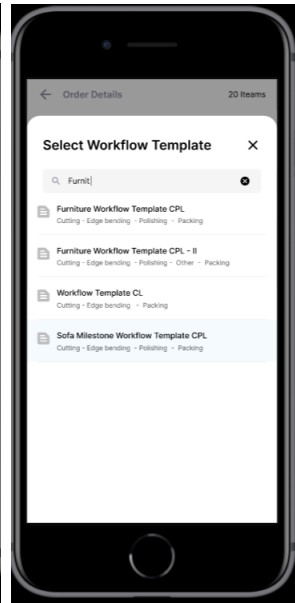 Order Details 20 Iteams
Select Workflow Template
Furnit
Furniture Workflow Template CPL
Cutting - Edge bending - Polishing - Packing
Furniture Workflow Template CPL - II
Cutting - Edge bending - Polishing - Other - Packing
Workflow Template CL
Cutting - Edge bending - Packing
Sofa Milestone Workflow Template CPL
Cutting - Edge bending - Polishing - Packing